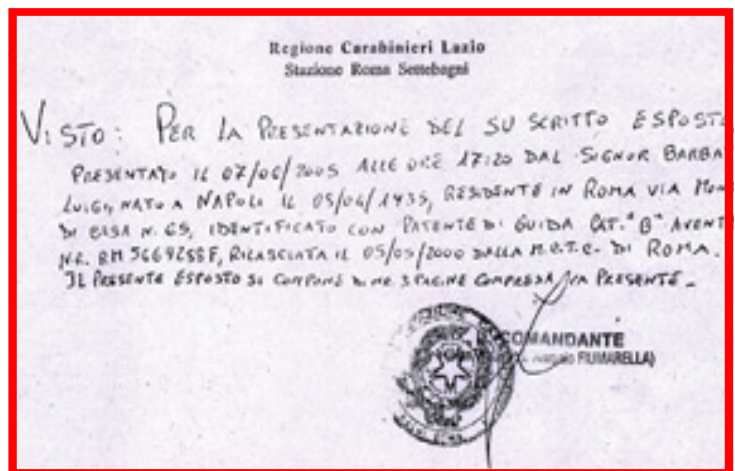 Regione Carabinieri Lazio
Stazione Roma Settebagni
VISTO: PER LA PRESENTAZIONE DEL SU SCRITTO ESPOSTO
PRESENTATO IL 07/06/2005 ALLE ORE 17:20 DAL SIGNOR BARBA
LUIGI, NATO A NAPOLI IL 05/06/1935, RESIDENTE IN ROMA VIA
DI CASA N. 65, IDENTIFICATO CON PATENTE DI GUIDA CAT. "B" AVENT
NR. RM RILASCIATA IL 05/05/2000 DALLA M.C.T.C. DI ROMA.
IL PRESENTE ESPOSTO SI COMPONE DI NR. 3 PAGINE COMPRESA LA PRESENTE.
COMANDANTE
FIUMARELLA)